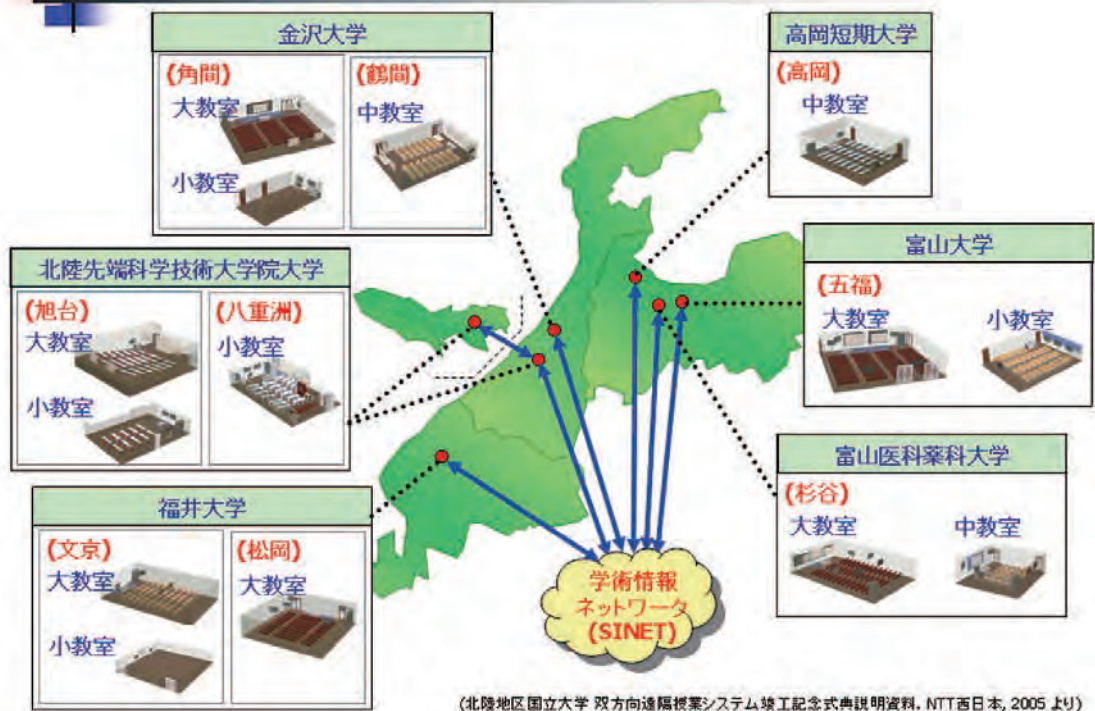 金沢大学
(角間)
大教室
小教室
(鶴間)
中教室
高岡短期大学
(高岡)
中教室
北陸先端科学技術大学院大学
(旭台)
大教室
小教室
(八重洲)
小教室
富山大学
(五福)
大教室
小教室
富山医科薬科大学
(杉谷)
大教室
中教室
福井大学
(文京)
大教室
小教室
(松岡)
大教室
学術情報
ネットワーク
(SINET)
(北陸地区国立大学 双方向遠隔授業システム竣工記念式典説明資料. NTT西日本, 2005 より)